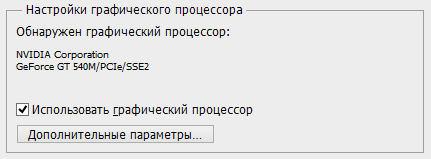 Настройки графического процессора
Обнаружен графический процессор:
NVIDIA Corporation
GeForce GT 540M/PCIe/SSE2
Использовать графический процессор
Дополнительные параметры...